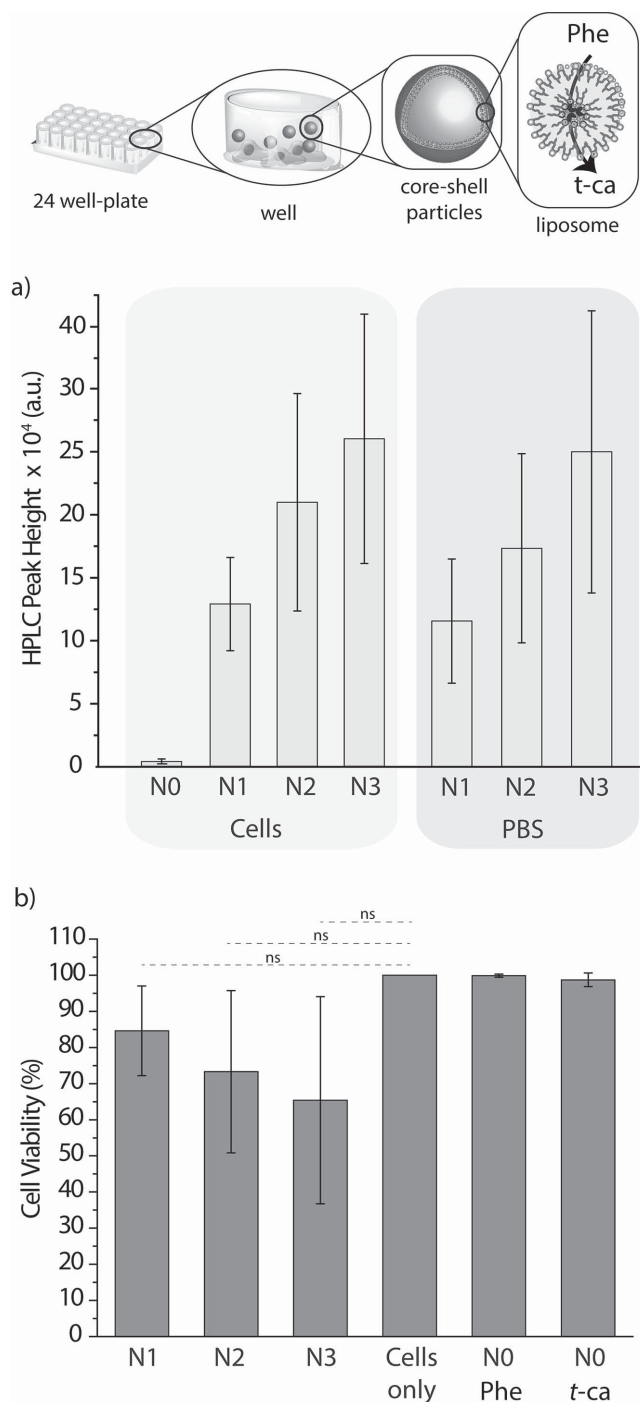 Phe
t-ca
24 well-plate
well
core-shell
particles
liposome
a)
HPLC Peak Height x 10⁴ (a.u.)
40
30
25
20
15
10
5
0
N0 N1 N2 N3 N1 N2 N3
Cells PBS
b)
ns
ns
ns
Cell Viability (%)
110
100
90
80
70
60
50
40
30
20
10
0
N1 N2 N3 Cells N0 N0
only Phe t-ca